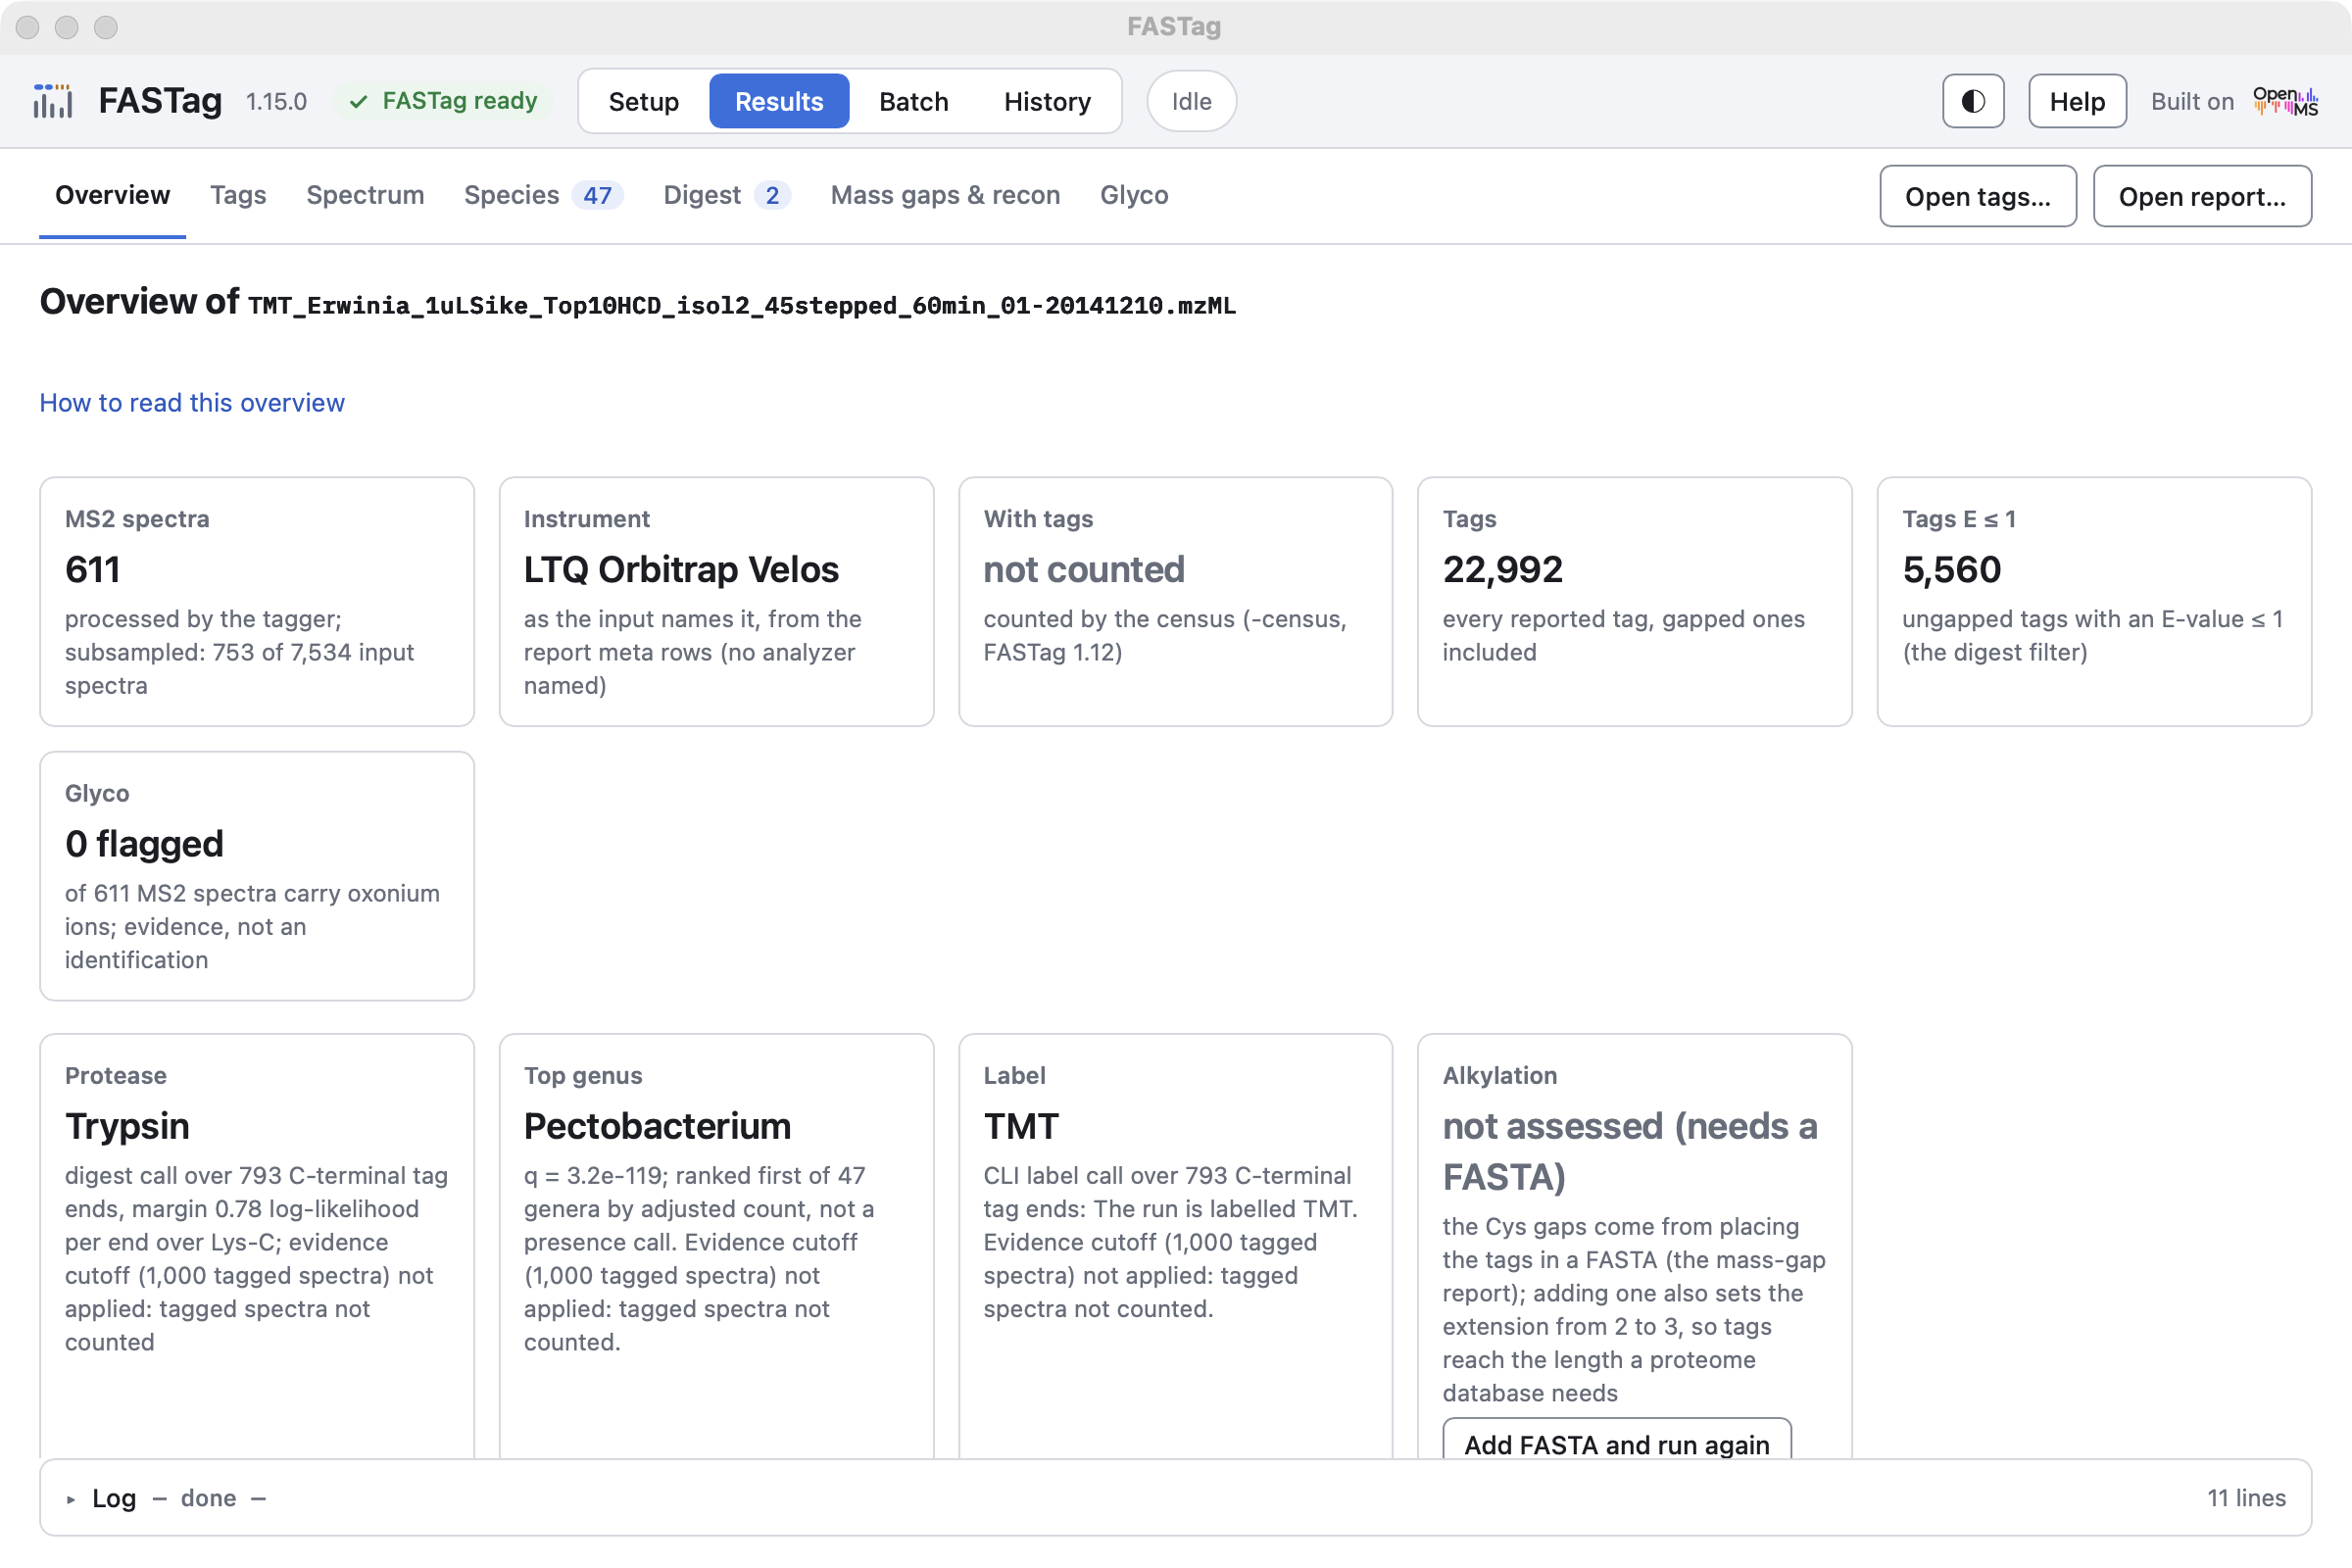 FASTag
FASTag 1.15.0 ✓ FASTag ready Setup Results Batch History Idle Help Built on OpenMS
Overview Tags Spectrum Species 47 Digest 2 Mass gaps & recon Glyco Open tags... Open report...
Overview of TMT_Erwinia_1uLSike_Top10HCD_isol2_45stepped_60min_01-20141210.mzML
How to read this overview
MS2 spectra
611
processed by the tagger;
subsampled: 753 of 7,534 input
spectra
Instrument
LTQ Orbitrap Velos
as the input names it, from the
report meta rows (no analyzer
named)
With tags
not counted
counted by the census (-census,
FASTag 1.12)
Tags
22,992
every reported tag, gapped ones
included
Tags E ≤ 1
5,560
ungapped tags with an E-value ≤ 1
(the digest filter)
Glyco
0 flagged
of 611 MS2 spectra carry oxonium
ions; evidence, not an
identification
Protease
Trypsin
digest call over 793 C-terminal tag
ends, margin 0.78 log-likelihood
per end over Lys-C; evidence
cutoff (1,000 tagged spectra) not
applied: tagged spectra not
counted
Top genus
Pectobacterium
q = 3.2e-119; ranked first of 47
genera by adjusted count, not a
presence call. Evidence cutoff
(1,000 tagged spectra) not
applied: tagged spectra not
counted.
Label
TMT
CLI label call over 793 C-terminal
tag ends: The run is labelled TMT.
Evidence cutoff (1,000 tagged
spectra) not applied: tagged
spectra not counted.
Alkylation
not assessed (needs a
FASTA)
the Cys gaps come from placing
the tags in a FASTA (the mass-gap
report); adding one also sets the
extension from 2 to 3, so tags
reach the length a proteome
database needs
Add FASTA and run again
Log — done — 11 lines